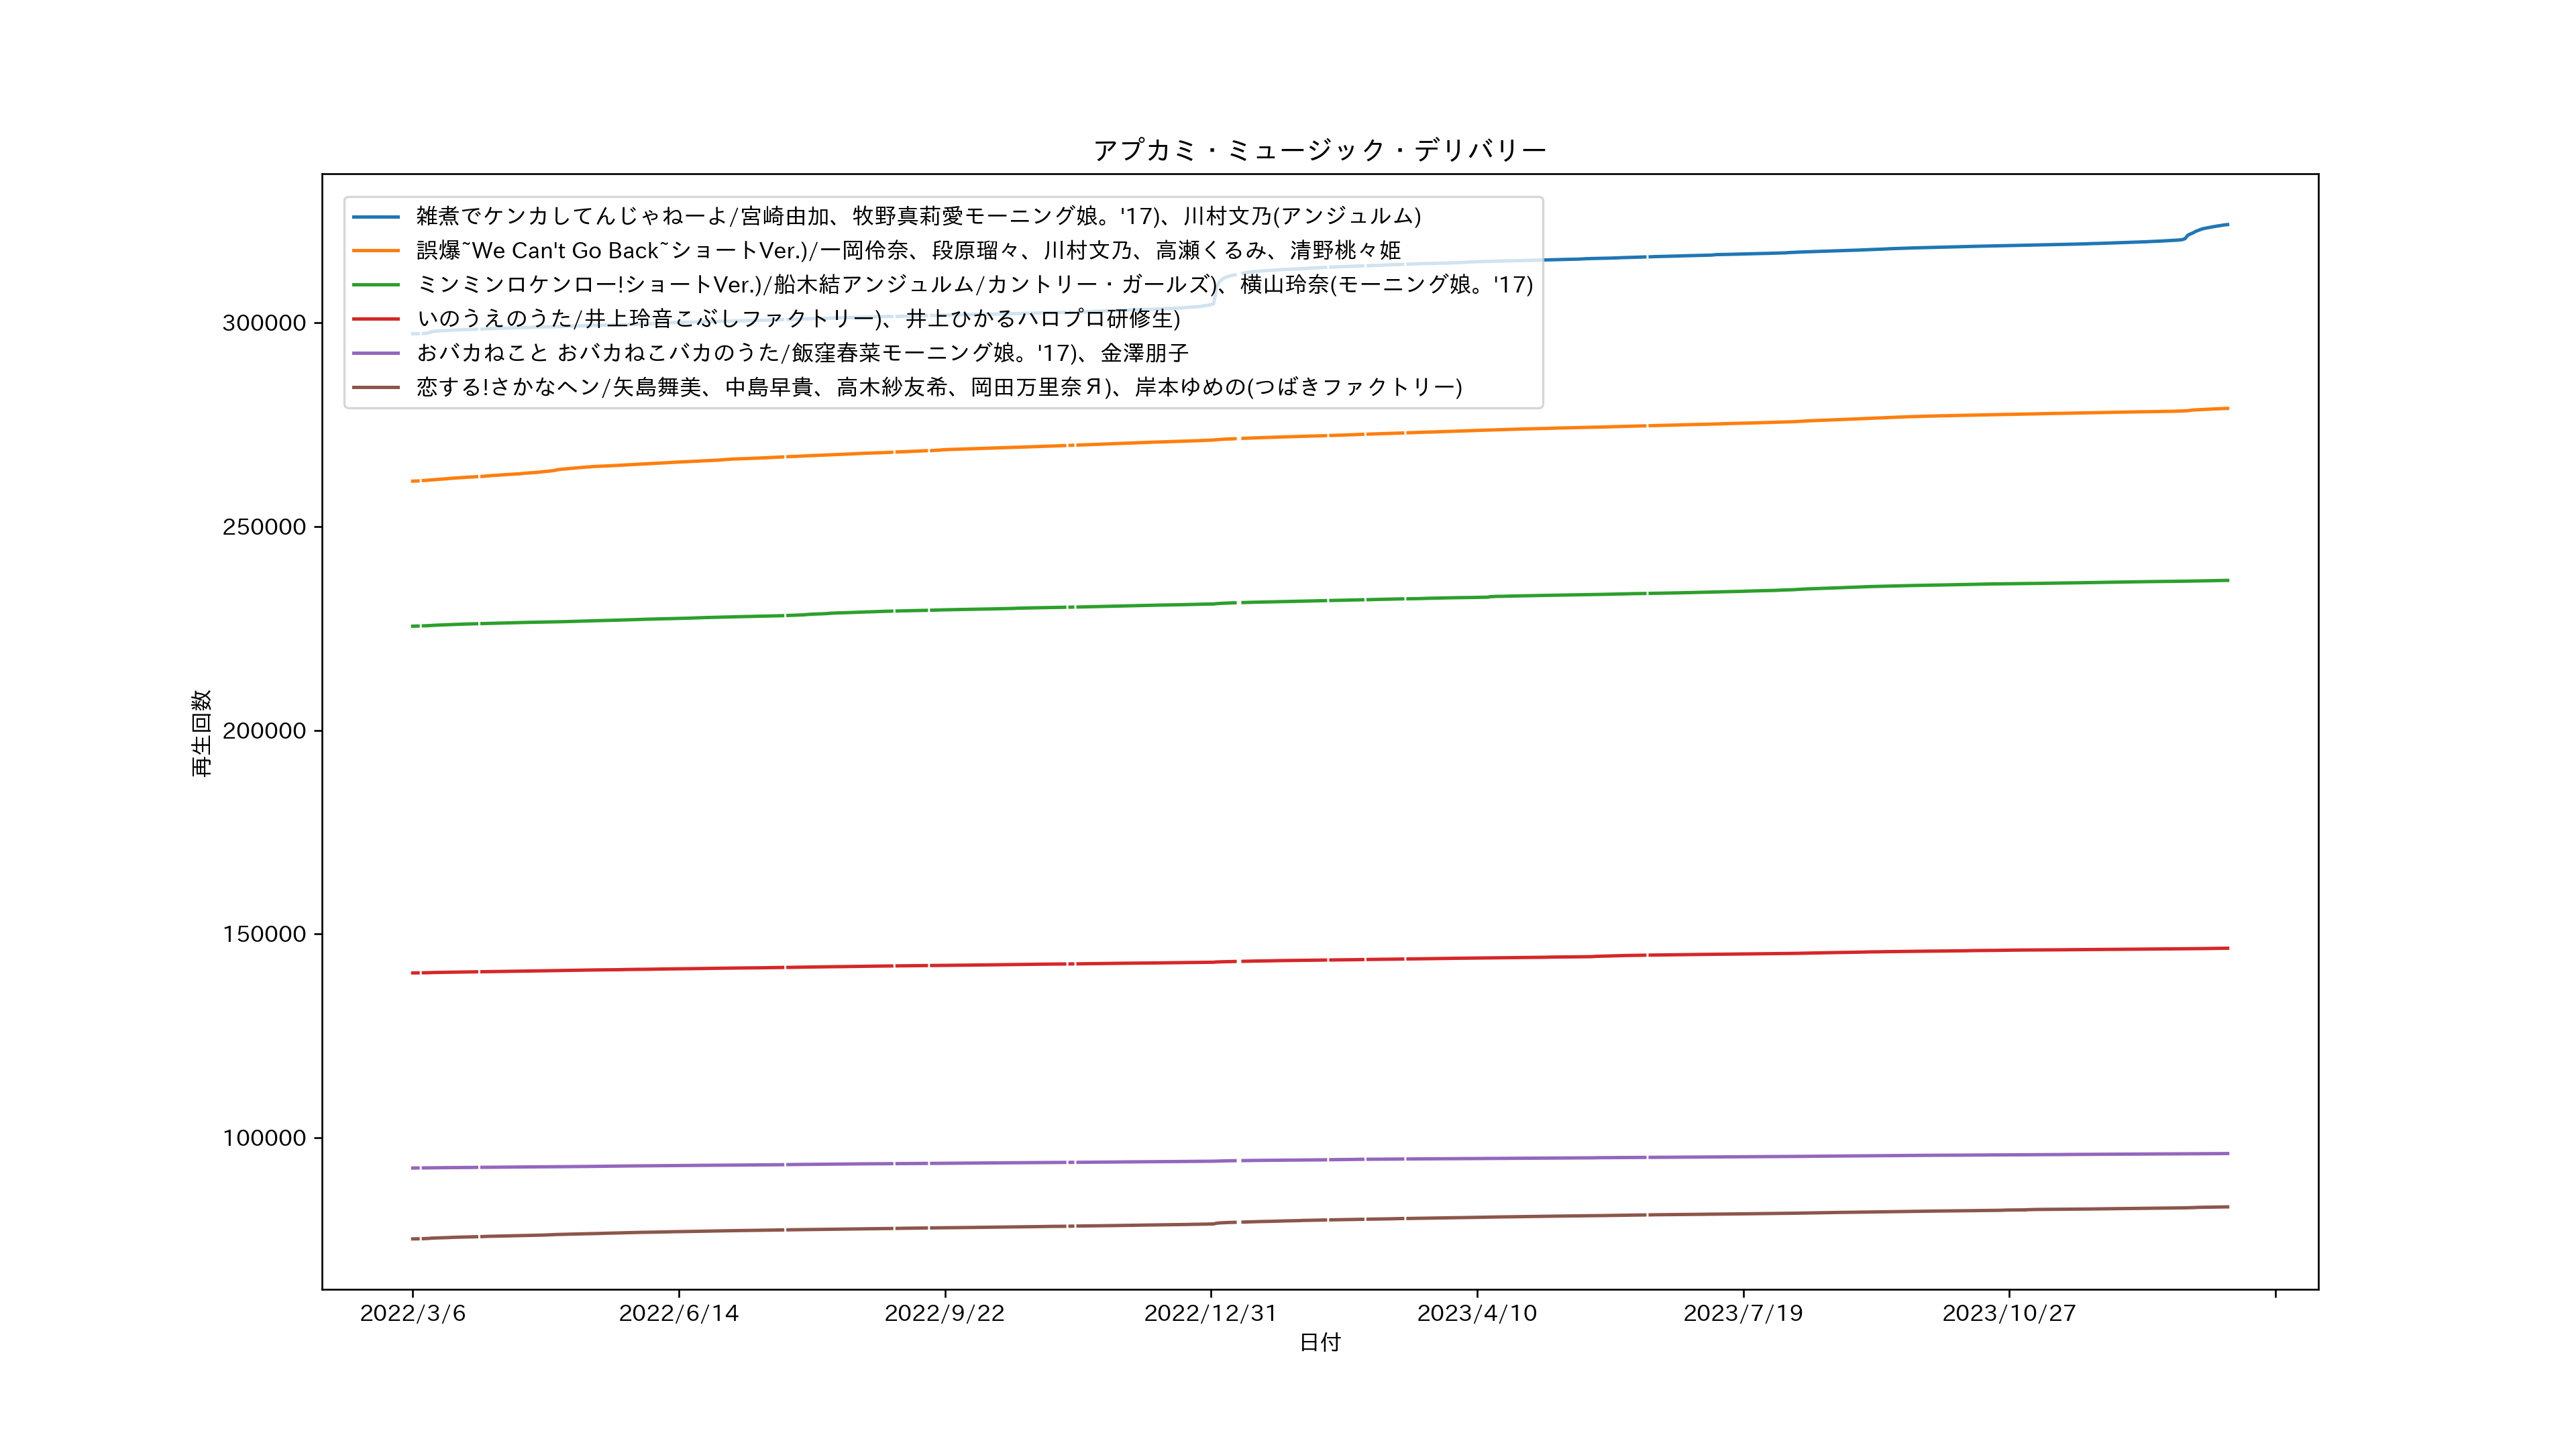 アプカミ・ミュージック・デリバリー
雑煮でケンカしてんじゃねーよ/宮崎由加、牧野真莉愛モーニング娘。'17)、川村文乃(アンジュルム)
誤爆~We Can't Go Back~ショートVer.)/一岡伶奈、段原瑠々、川村文乃、高瀬くるみ、清野桃々姫
ミンミンロケンロー!ショートVer.)/船木結アンジュルム/カントリー・ガールズ)、横山玲奈(モーニング娘。'17)
いのうえのうた/井上玲音こぶしファクトリー)、井上ひかるハロプロ研修生)
おバカねこと おバカねこバカのうた/飯窪春菜モーニング娘。'17)、金澤朋子
恋する!さかなヘン/矢島舞美、中島早貴、高木紗友希、岡田万里奈Я)、岸本ゆめの(つばきファクトリー)
300000
250000
200000
150000
100000
再生回数
2022/3/6
2022/6/14
2022/9/22
2022/12/31
2023/4/10
2023/7/19
2023/10/27
日付